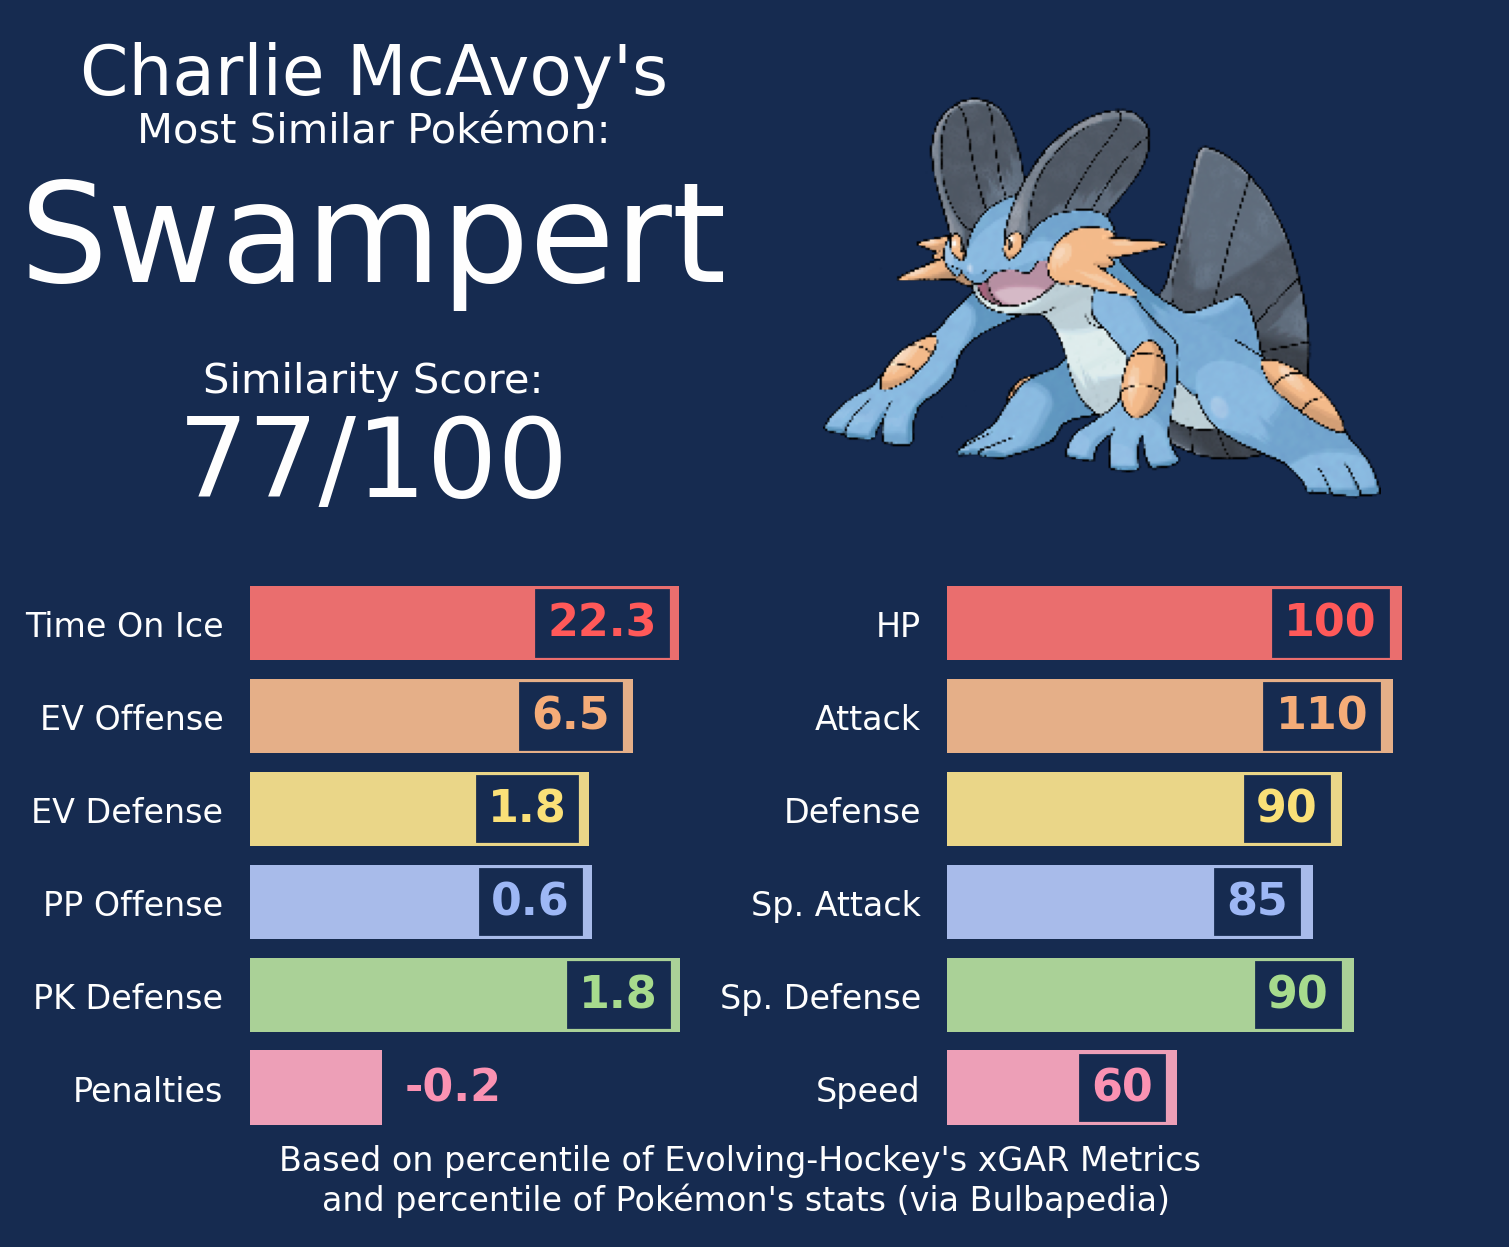 Charlie McAvoy's
Most Similar Pokémon:
Swampert
Similarity Score:
77/100
Time On Ice 22.3
EV Offense 6.5
EV Defense 1.8
PP Offense 0.6
PK Defense 1.8
Penalties -0.2
HP 100
Attack 110
Defense 90
Sp. Attack 85
Sp. Defense 90
Speed 60
Based on percentile of Evolving-Hockey's xGAR Metrics
and percentile of Pokémon's stats (via Bulbapedia)